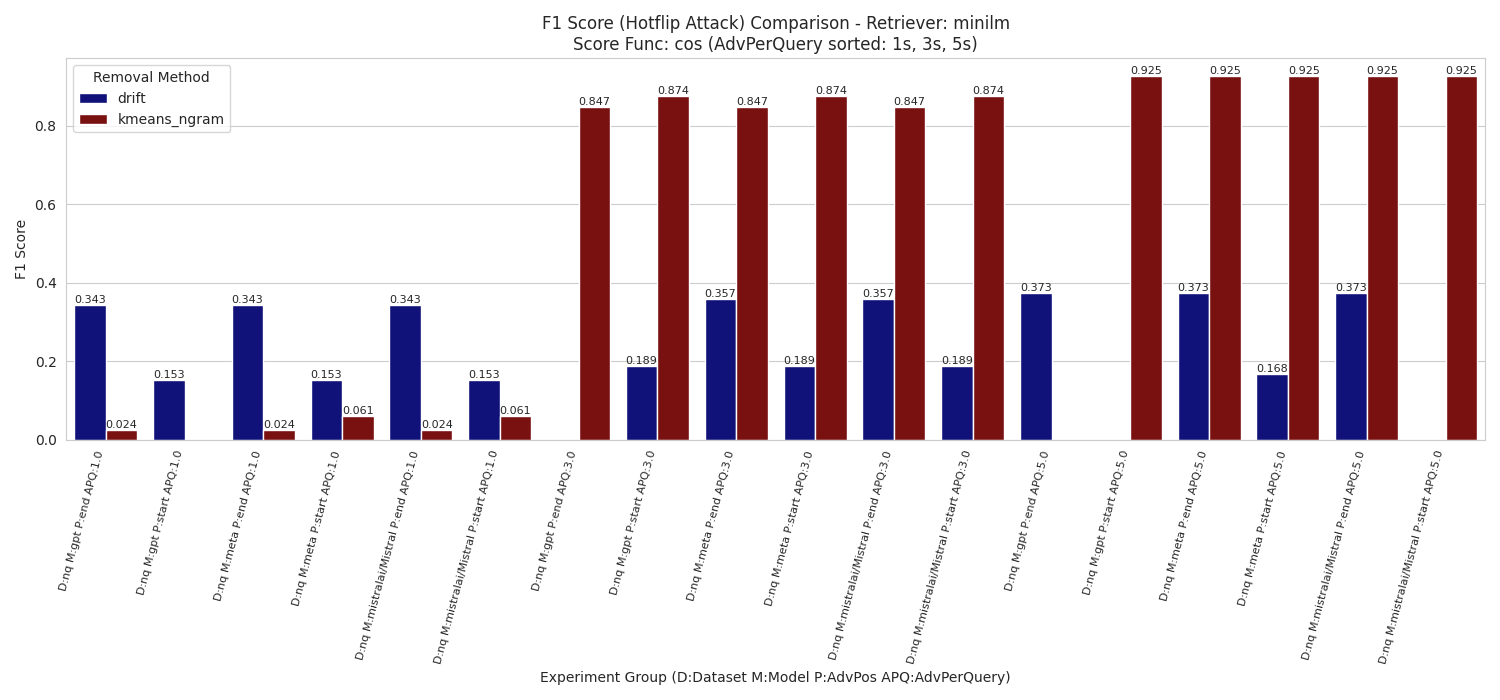 F1 Score (Hotflip Attack) Comparison - Retriever: minilm
Score Func: cos (AdvPerQuery sorted: 1s, 3s, 5s)
Removal Method
drift
kmeans_ngram
F1 Score
0.8
0.6
0.4
0.2
0.0
0.343
0.024
0.153
0.343
0.024
0.153
0.061
0.343
0.024
0.153
0.061
0.847
0.189
0.874
0.357
0.847
0.189
0.874
0.357
0.847
0.189
0.874
0.373
0.925
0.373
0.925
0.168
0.925
0.373
0.925
0.925
D:nq M:gpt P:end APQ:1.0
D:nq M:gpt P:start APQ:1.0
D:nq M:meta P:end APQ:1.0
D:nq M:meta P:start APQ:1.0
D:nq M:mistralai/Mistral P:end APQ:1.0
D:nq M:mistralai/Mistral P:start APQ:1.0
D:nq M:gpt P:end APQ:3.0
D:nq M:gpt P:start APQ:3.0
D:nq M:meta P:end APQ:3.0
D:nq M:meta P:start APQ:3.0
D:nq M:mistralai/Mistral P:end APQ:3.0
D:nq M:mistralai/Mistral P:start APQ:3.0
D:nq M:gpt P:end APQ:5.0
D:nq M:gpt P:start APQ:5.0
D:nq M:meta P:end APQ:5.0
D:nq M:meta P:start APQ:5.0
D:nq M:mistralai/Mistral P:end APQ:5.0
D:nq M:mistralai/Mistral P:start APQ:5.0
Experiment Group (D:Dataset M:Model P:AdvPos APQ:AdvPerQuery)